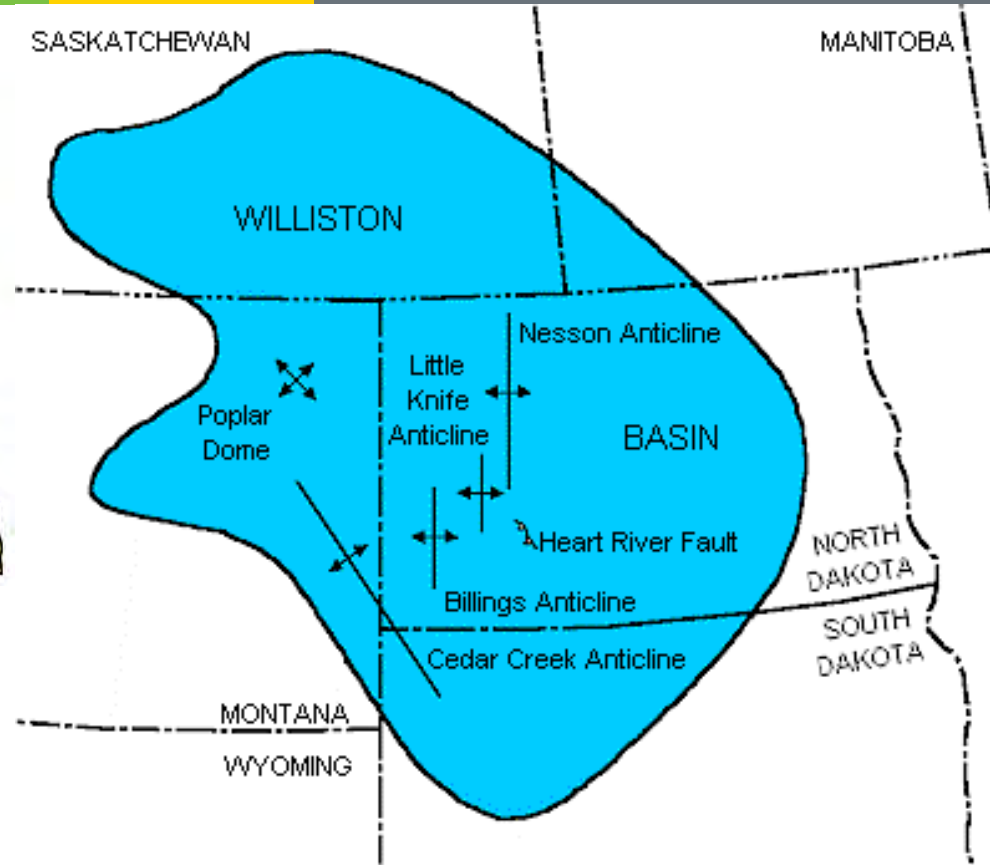 SASKATCHEWAN
MANITOBA
WILLISTON
Nesson Anticline
Little
Knife
Anticline
Poplar
Dome
BASIN
Heart River Fault
NORTH
DAKOTA
Billings Anticline
SOUTH
DAKOTA
Cedar Creek Anticline
MONTANA
WYOMING